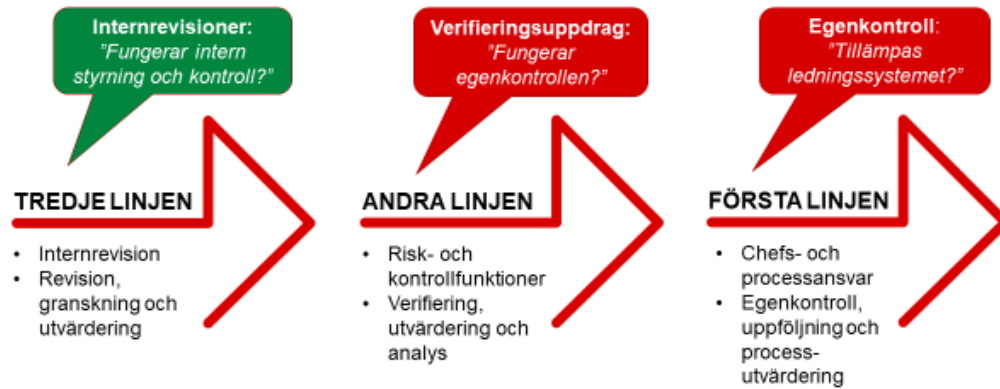 Internrevisioner:
"Fungerar intern
styrning och kontroll?"
TREDJE LINJEN
• Internrevision
• Revision,
granskning och
utvärdering
Verifieringsuppdrag:
"Fungerar
egenkontrollen?"
ANDRA LINJEN
• Risk- och
kontrollfunktioner
• Verifiering,
utvärdering och
analys
Egenkontroll:
"Tillämpas
ledningssystemet?"
FÖRSTA LINJEN
• Chefs- och
processansvar
• Egenkontroll,
uppföljning och
process-
utvärdering